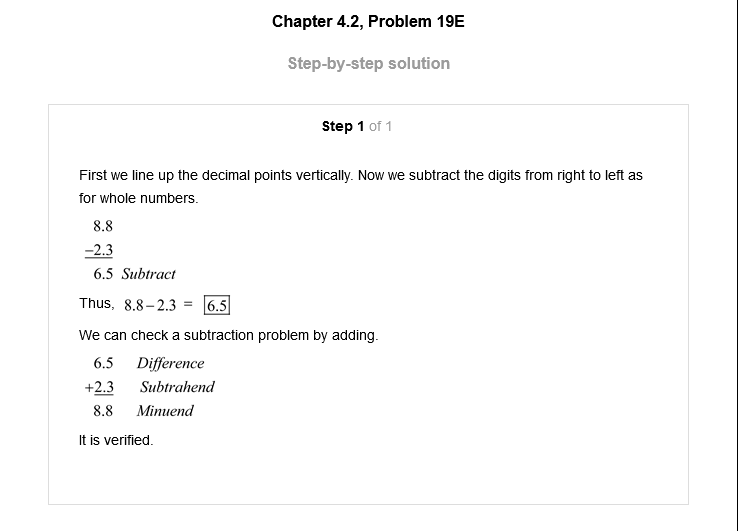 Chapter 4.2, Problem 19E
Step-by-step solution
Step 1 of 1
First we line up the decimal points vertically. Now we subtract the digits from right to left as
for whole numbers.
8.8
−2.3
6.5 Subtract
Thus, 8.8−2.3 = 6.5
We can check a subtraction problem by adding.
6.5 Difference
+2.3 Subtrahend
8.8 Minuend
It is verified.